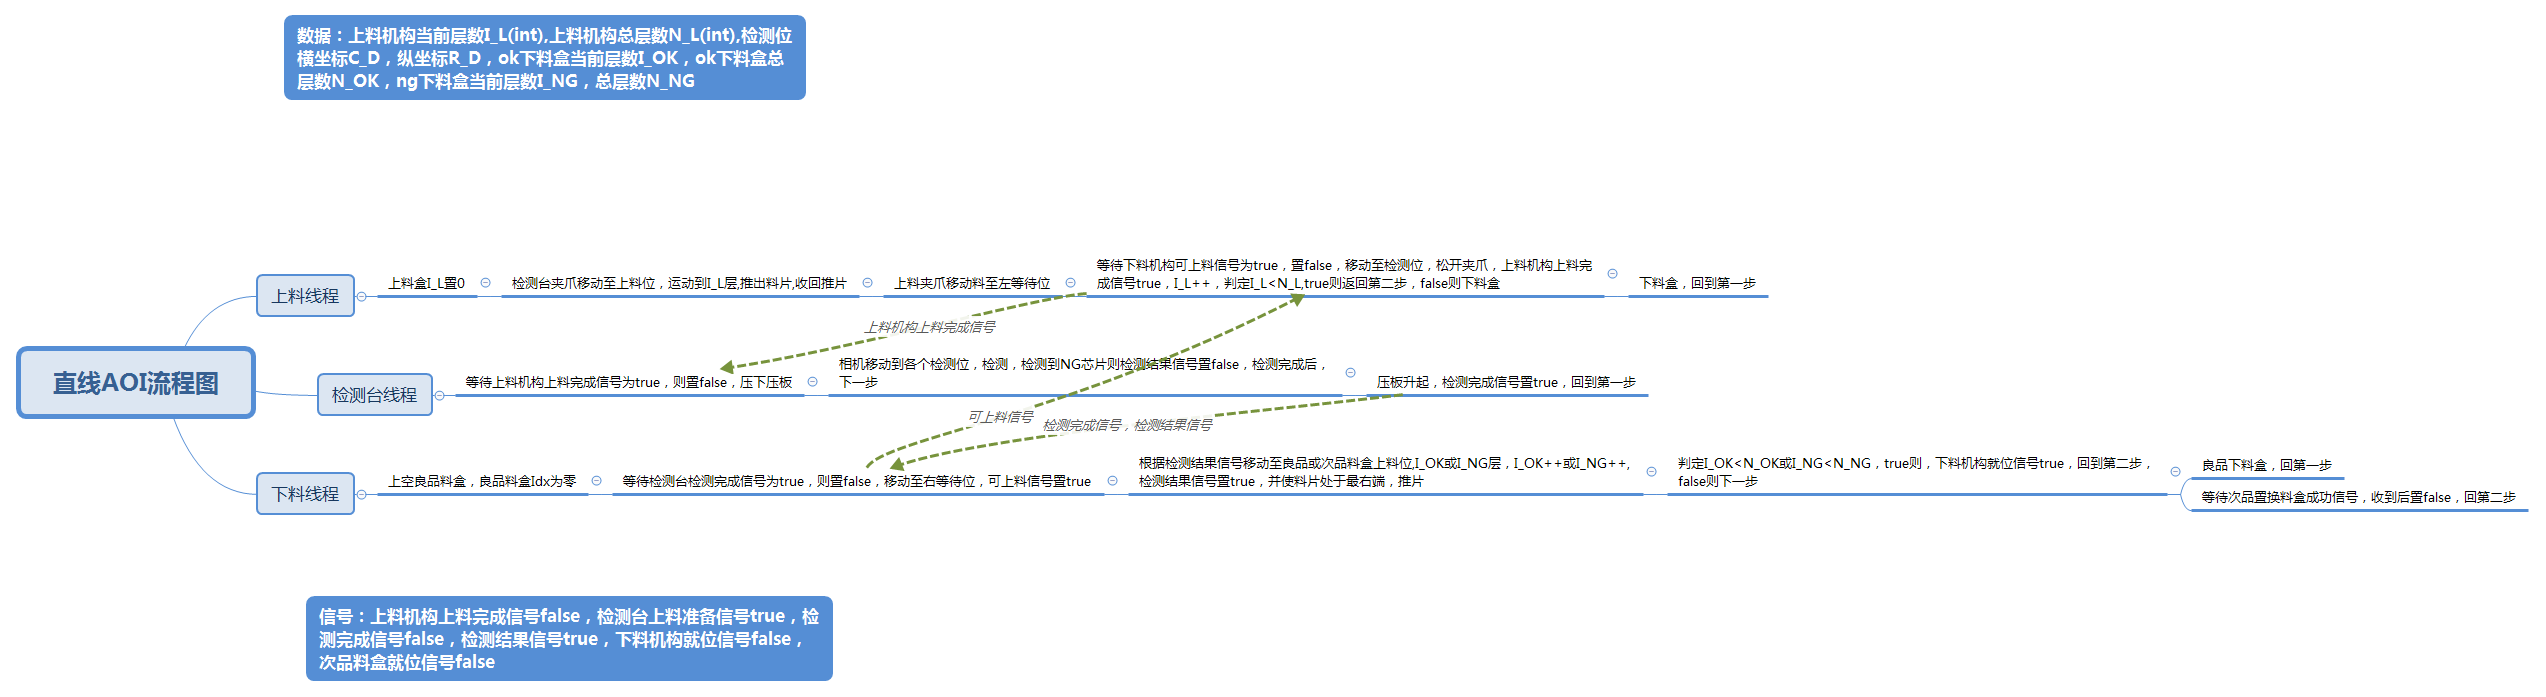 数据：上料机构当前层数I_L(int),上料机构总层数N_L(int),检测位
横坐标C_D，纵坐标R_D，ok下料盒当前层数I_OK，ok下料盒总
层数N_OK，ng下料盒当前层数I_NG，总层数N_NG
直线AOI流程图
上料线程
上料盒I_L置0
检测台夹爪移动至上料位，运动到I_L层,推出料片,收回推片
上料夹爪移动料至左等待位
等待下料机构可上料信号为true，置false，移动至检测位，松开夹爪，上料机构上料完
成信号true，I_L++，判定I_L<N_L,true则返回第二步，false则下料盒
下料盒，回到第一步
上料机构上料完成信号
检测台线程
等待上料机构上料完成信号为true，则置false，压下压板
相机移动到各个检测位，检测，检测到NG芯片则检测结果信号置false，检测完成后，
下一步
压板升起，检测完成信号置true，回到第一步
可上料信号
检测完成信号，检测结果信号
下料线程
上空良品料盒，良品料盒Idx为零
等待检测台检测完成信号为true，则置false，移动至右等待位，可上料信号置true
根据检测结果信号移动至良品或次品料盒上料位,I_OK或I_NG层，I_OK++或I_NG++,
检测结果信号置true，并使料片处于最右端，推片
判定I_OK<N_OK或I_NG<N_NG，true则，下料机构就位信号true，回到第二步，
false则下一步
良品下料盒，回第一步
等待次品置换料盒成功信号，收到后置false，回第二步
信号：上料机构上料完成信号false，检测台上料准备信号true，检
测完成信号false，检测结果信号true，下料机构就位信号false，
次品料盒就位信号false